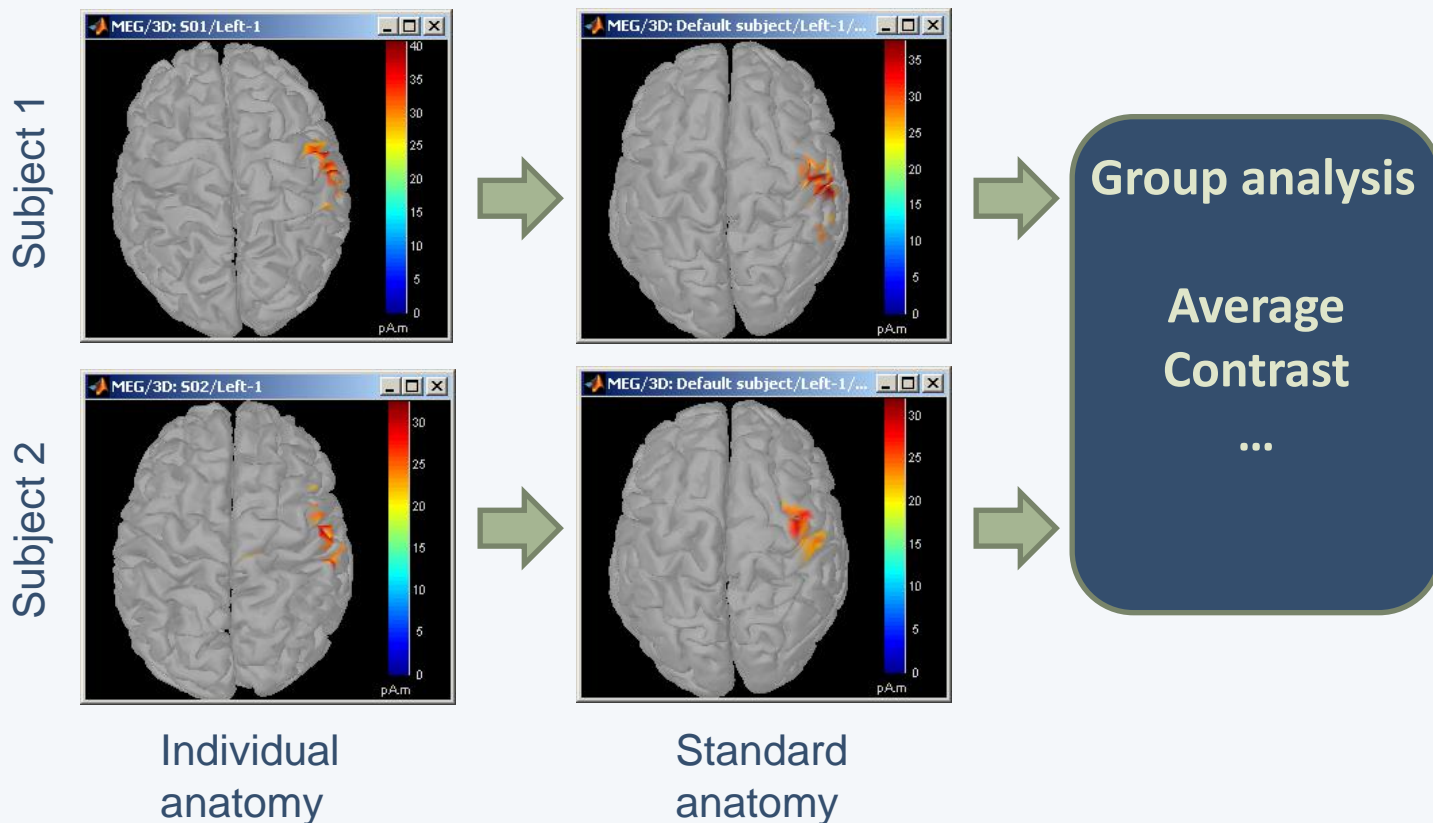 Subject 1
MEG/3D: S01/Left-1
40
35
30
25
20
15
10
5
0
pA.m
MEG/3D: Default subject/Left-1/...
35
30
25
20
15
10
5
0
pA.m
Group analysis
Average
Contrast
...
Subject 2
MEG/3D: S02/Left-1
30
25
20
15
10
5
0
pA.m
MEG/3D: Default subject/Left-1/...
30
25
20
15
10
5
0
pA.m
Individual
anatomy
Standard
anatomy